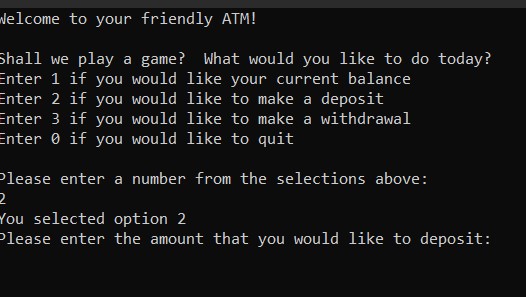 Welcome to your friendly ATM!
Shall we play a game?  What would you like to do today?
Enter 1 if you would like your current balance
Enter 2 if you would like to make a deposit
Enter 3 if you would like to make a withdrawal
Enter 0 if you would like to quit
Please enter a number from the selections above:
2
You selected option 2
Please enter the amount that you would like to deposit: